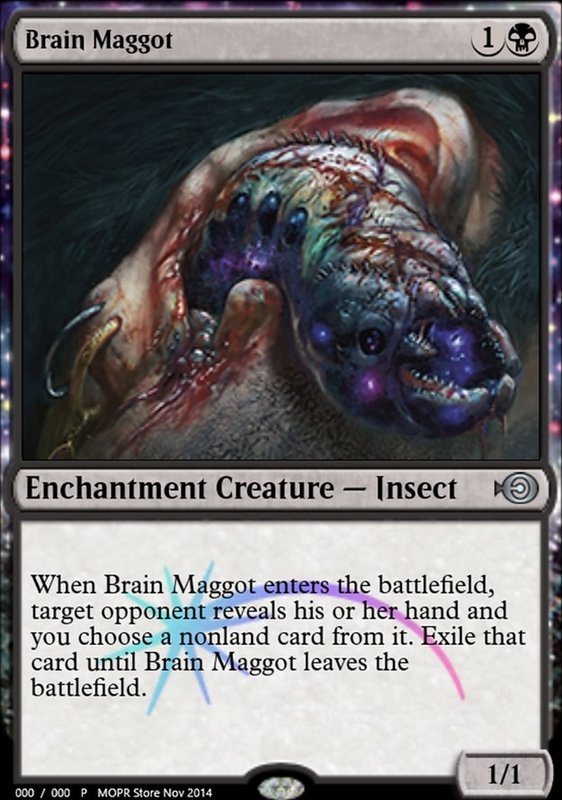 Brain Maggot
1
Enchantment Creature — Insect
When Brain Maggot enters the battlefield,
target opponent reveals his or her hand and
you choose a nonland card from it. Exile that
card until Brain Maggot leaves the
battlefield.
1/1
000 / 000 P MOPR Store Nov 2014